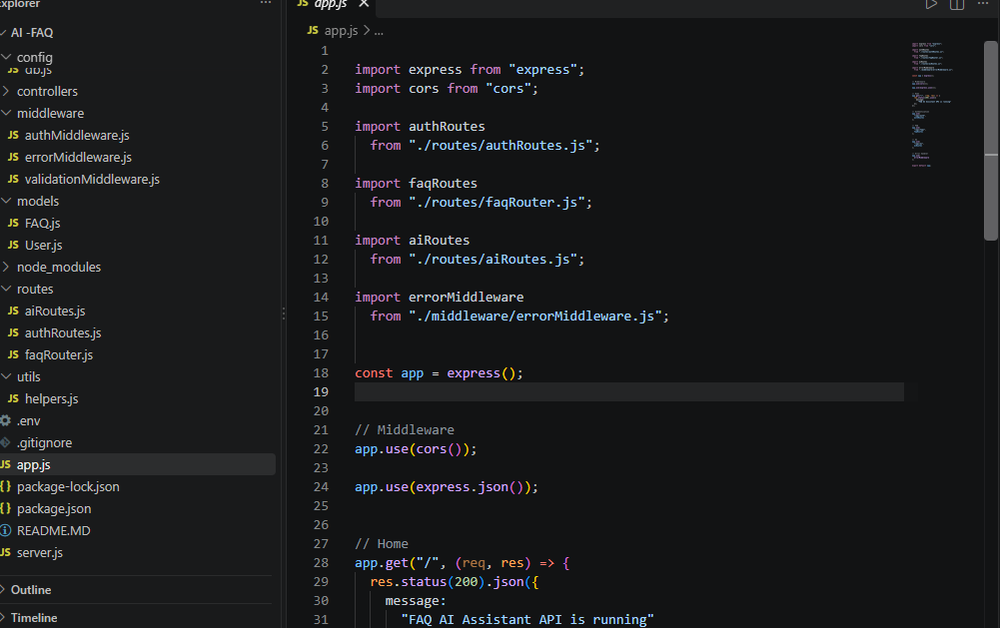 xplorer
AI -FAQ
config
JS db.js
controllers
middleware
JS authMiddleware.js
JS errorMiddleware.js
JS validationMiddleware.js
models
JS FAQ.js
JS User.js
node_modules
routes
JS aiRoutes.js
JS authRoutes.js
JS faqRouter.js
utils
JS helpers.js
.env
.gitignore
JS app.js
{} package-lock.json
{} package.json
README.MD
JS server.js
Outline
Timeline
JS app.js
JS app.js > ...
1
2 import express from "express";
3 import cors from "cors";
4
5 import authRoutes
6 from "./routes/authRoutes.js";
7
8 import faqRoutes
9 from "./routes/faqRouter.js";
10
11 import aiRoutes
12 from "./routes/aiRoutes.js";
13
14 import errorMiddleware
15 from "./middleware/errorMiddleware.js";
16
17
18 const app = express();
19
20
21 // Middleware
22 app.use(cors());
23
24 app.use(express.json());
25
26
27 // Home
28 app.get("/", (req, res) => {
29 res.status(200).json({
30 message:
31 "FAQ AI Assistant API is running"